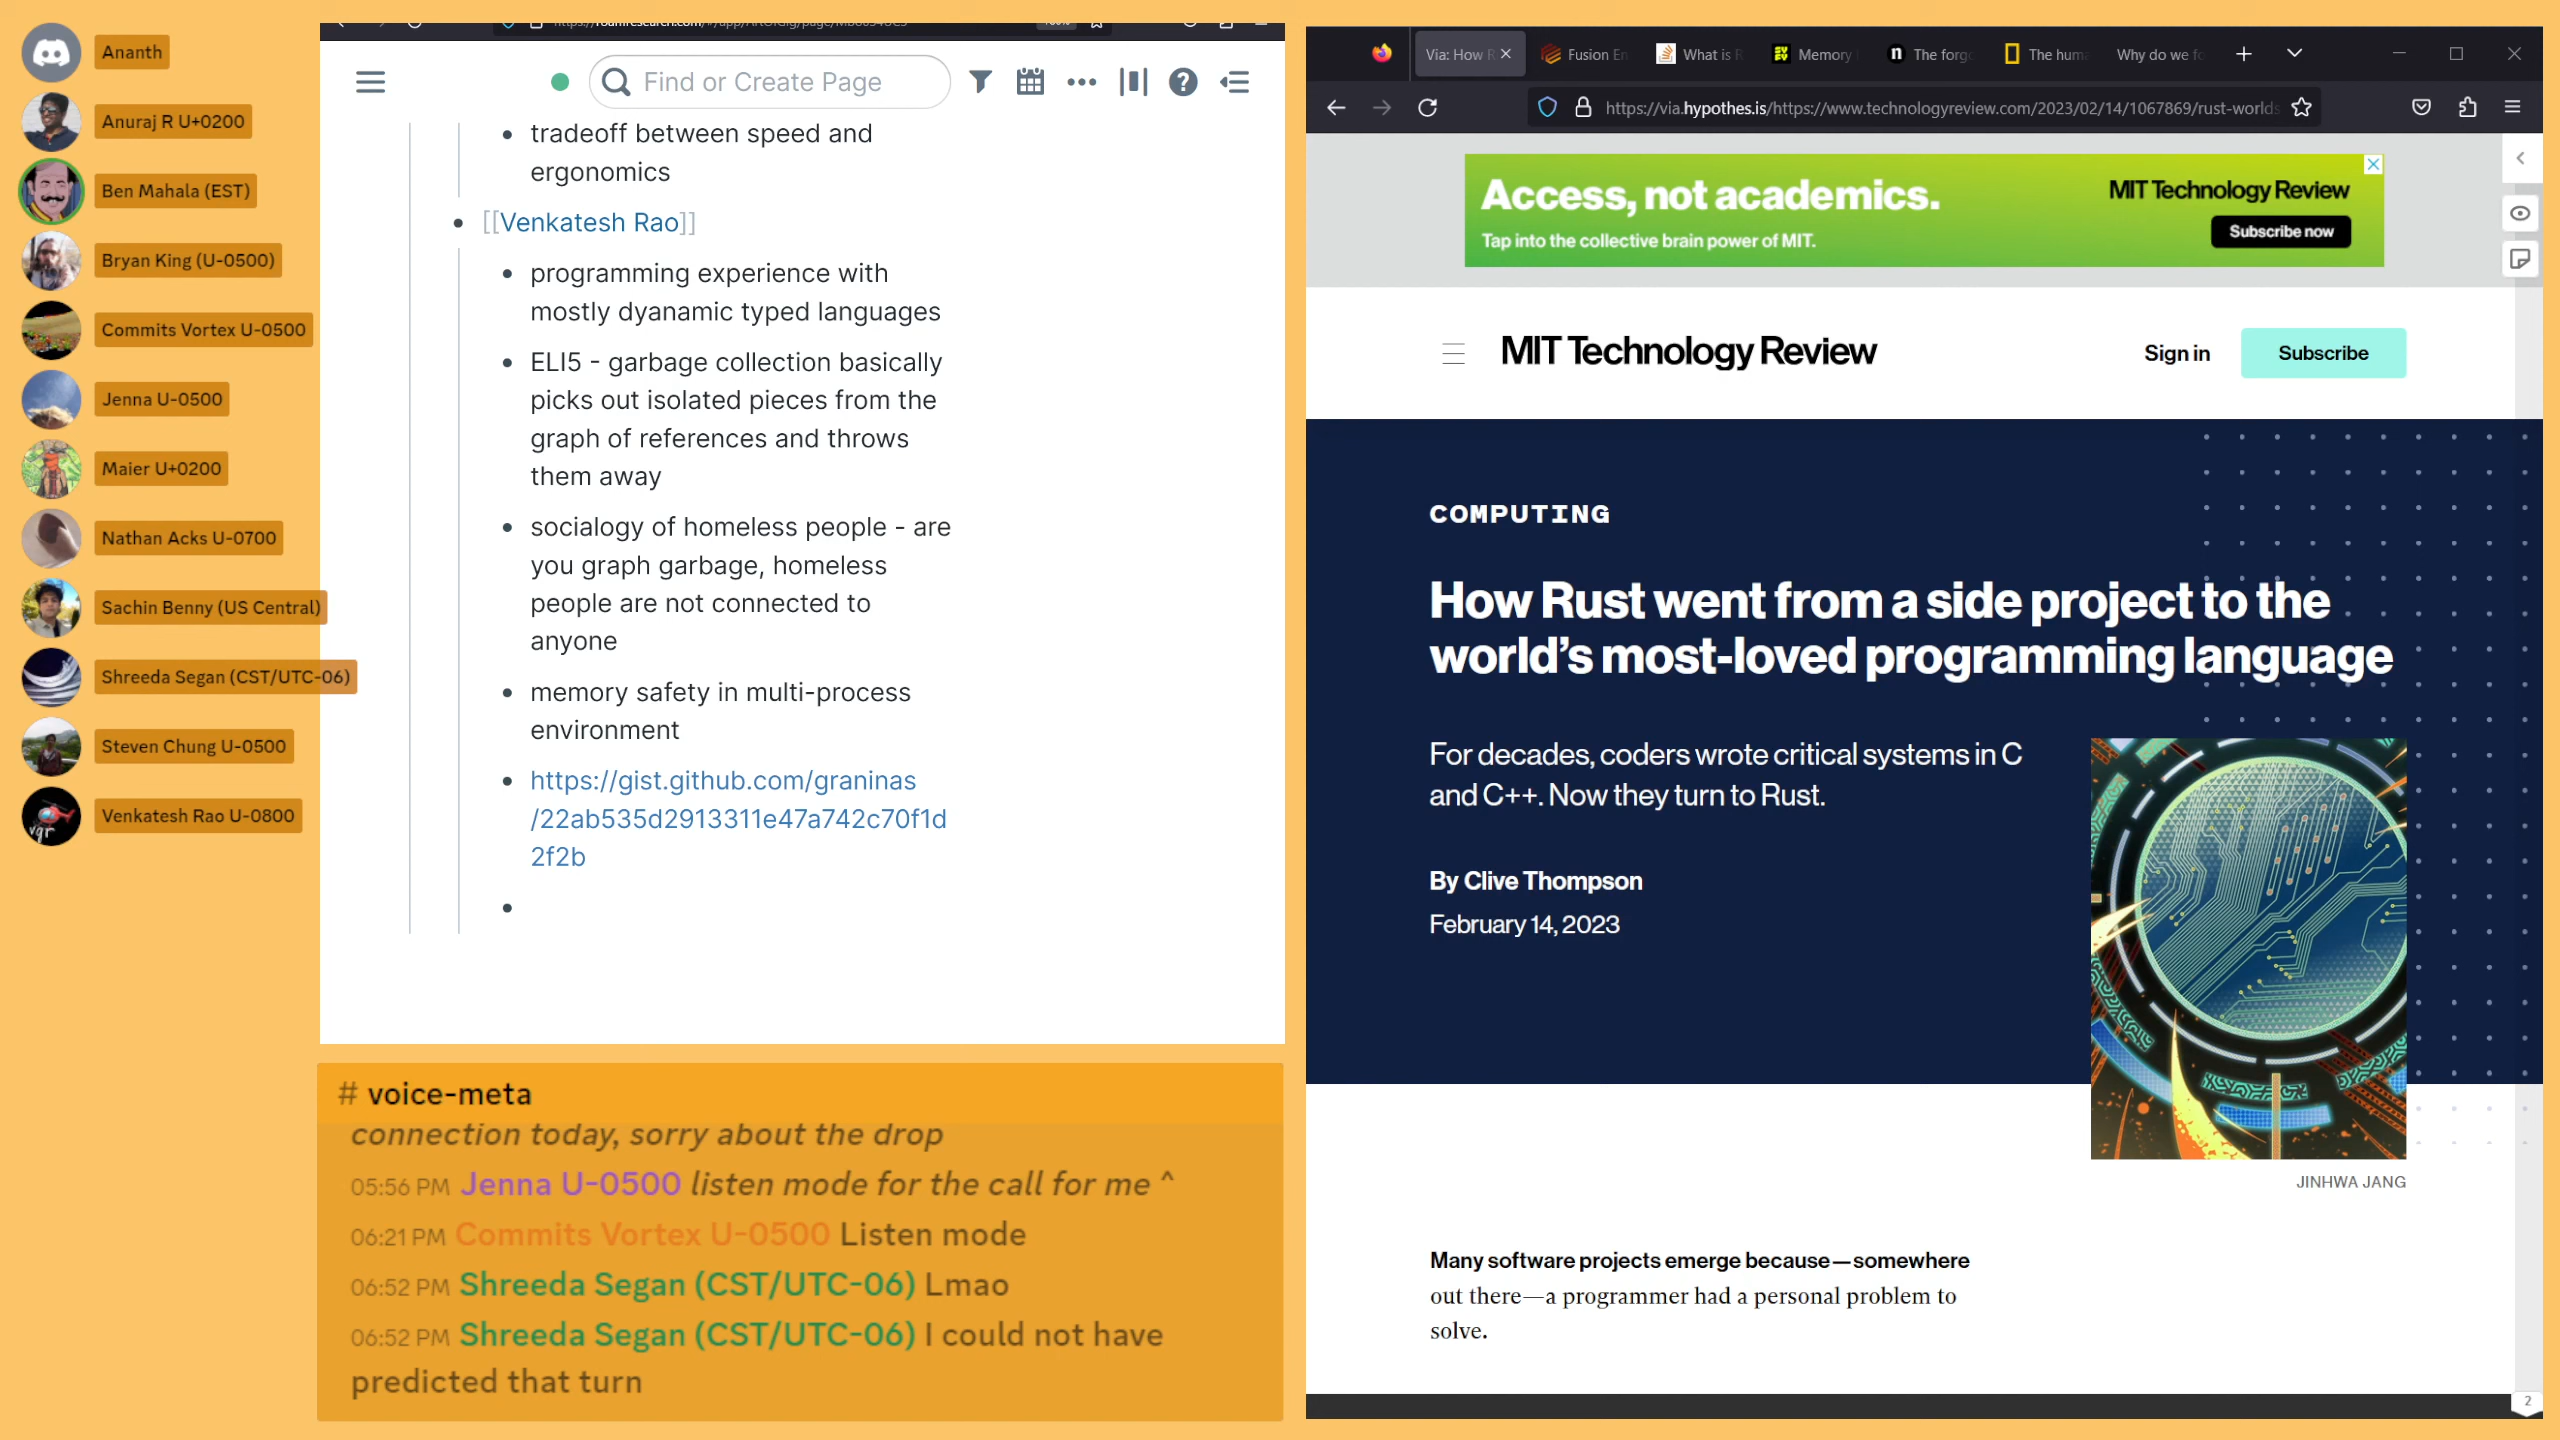 Ananth
Anuraj R U+0200
Ben Mahala (EST)
Bryan King (U-0500)
Commits Vortex U-0500
Jenna U-0500
Maier U+0200
Nathan Acks U-0700
Sachin Benny (US Central)
Shreeda Segan (CST/UTC-06)
Steven Chung U-0500
vgr
Venkatesh Rao U-0800
Find or Create Page
tradeoff between speed and
ergonomics
[[Venkatesh Rao]]
programming experience with
mostly dyanamic typed languages
ELI5 - garbage collection basically
picks out isolated pieces from the
graph of references and throws
them away
socialogy of homeless people - are
you graph garbage, homeless
people are not connected to
anyone
memory safety in multi-process
environment
https://gist.github.com/graninas
/22ab535d2913311e47a742c70f1d
2f2b
# voice-meta
connection today, sorry about the drop
05:56 PM Jenna U-0500 listen mode for the call for me ^
06:21 PM Commits Vortex U-0500 Listen mode
06:52 PM Shreeda Segan (CST/UTC-06) Lmao
06:52 PM Shreeda Segan (CST/UTC-06) I could not have
predicted that turn
Via: How R
Fusion En
What is R
Memory
The forg
The huma
Why do we fo
https://via.hypothes.is/https://www.technologyreview.com/2023/02/14/1067869/rust-worlds
Access, not academics.
Tap into the collective brain power of MIT.
MIT Technology Review
Subscribe now
MIT Technology Review
Sign in
Subscribe
COMPUTING
How Rust went from a side project to the
world's most-loved programming language
For decades, coders wrote critical systems in C
and C++. Now they turn to Rust.
By Clive Thompson
February 14, 2023
JINHWA JANG
Many software projects emerge because—somewhere
out there—a programmer had a personal problem to
solve.
2